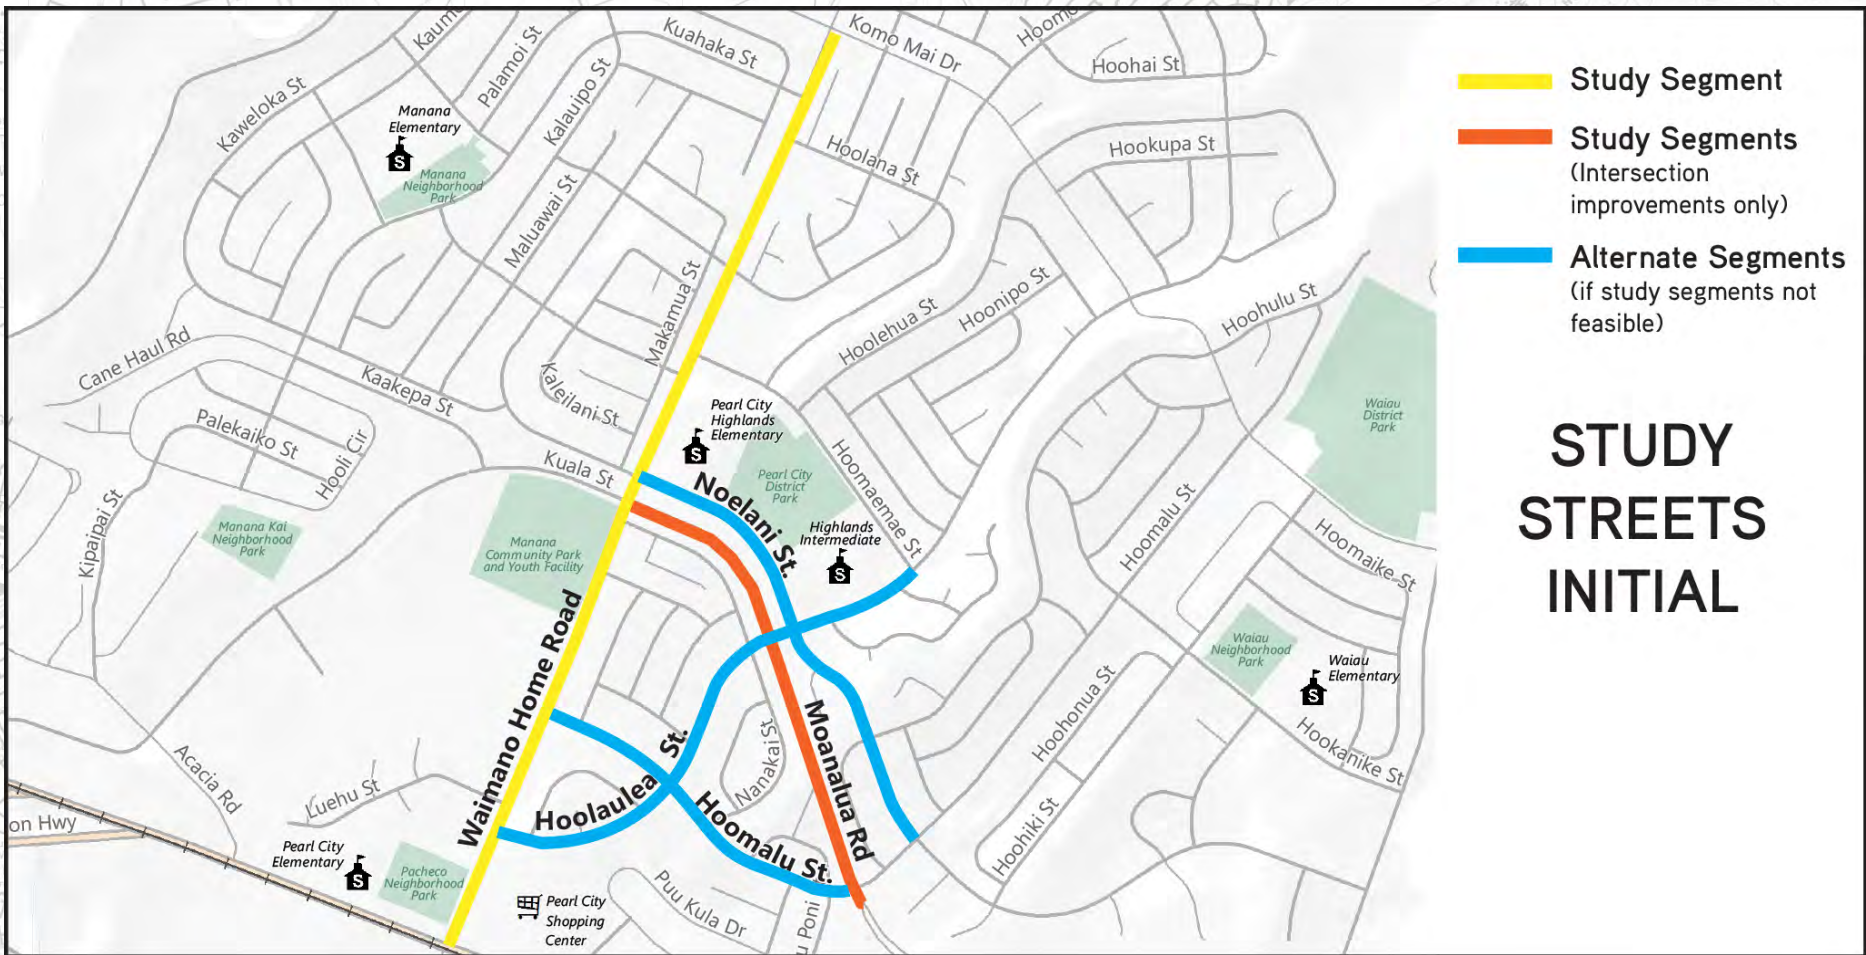 Kaweloka St
Palamoi St
Kalauipo St
Kuahaka St
Komo Mai Dr
Hoohai St
Manana
Elementary
S
Manana
Neighborhood
Park
Maluawai St
Hoolana St
Hookupa St
Makamua St
Hoolehua St
Hoonipo St
Hoohulu St
Cane Haul Rd
Kaakepa St
Kaleilani St
Palekaiko St
Hooli Cir
Kuala St
Kipaipai St
Pearl City
Highlands
Elementary
S
Pearl City
District
Park
Noelani St.
Highlands
Intermediate
S
Hoomaemae St
Hoomalu St
Waiau
District
Park
Hoomaike St
Manana Kai
Neighborhood
Park
Manana
Community Park
and Youth Facility
Waimano Home Road
Waiau
Neighborhood
Park
Waiau
Elementary
S
Hookanike St
Hoohonua St
Hoohiki St
Moanalua Rd
Nanakai St
Hoolaulea St.
Hoomalu St.
Acacia Rd
Luehu St
on Hwy
Pearl City
Elementary
S
Pacheco
Neighborhood
Park
Pearl City
Shopping
Center
Puu Kula Dr
u Poni
Study Segment
Study Segments
(Intersection
improvements only)
Alternate Segments
(if study segments not
feasible)
STUDY
STREETS
INITIAL